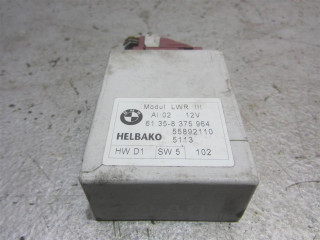 Modul LWR III
AI:02 12V
61 35-8 375 964
HELBAKO 55892110
5113
HW D1 SW 5 102